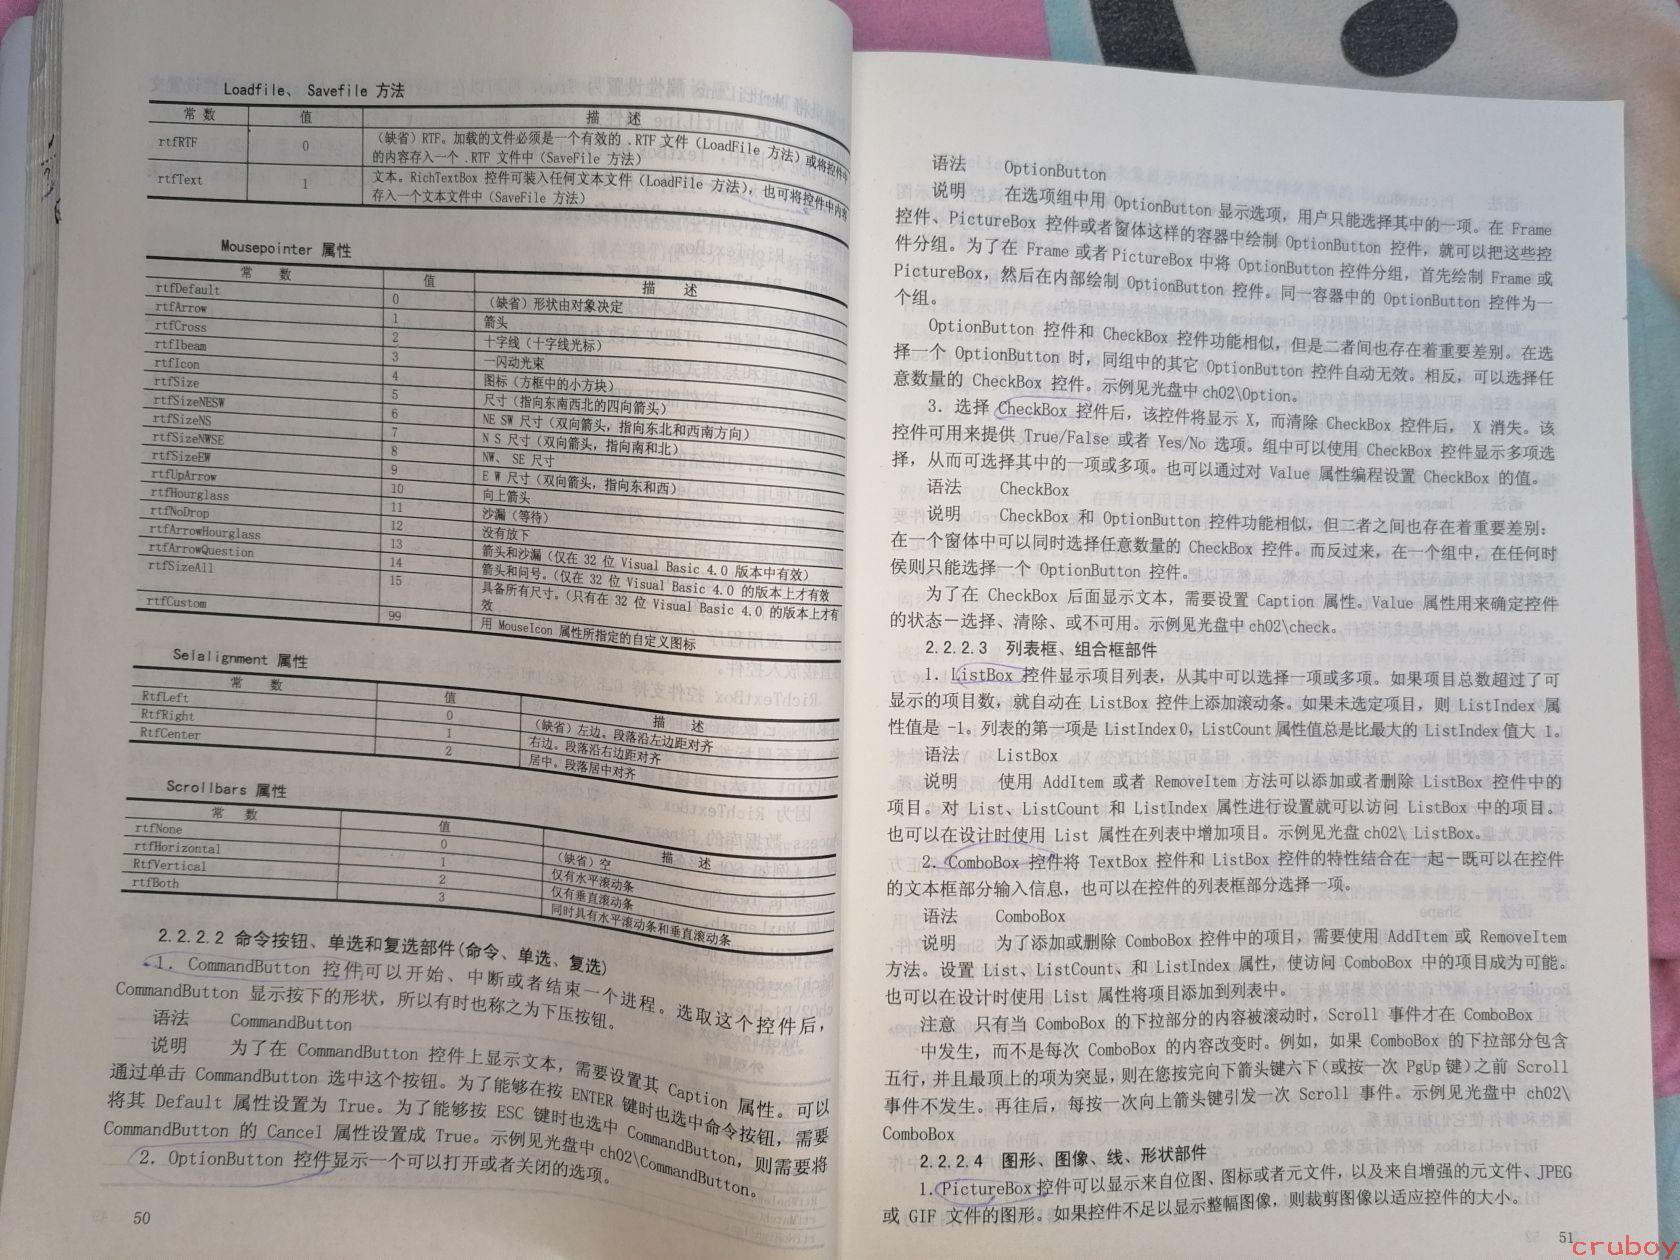 Loadfile、 Savefile 方法
常 数 值 描 述
rtfRTF 0 (缺省)RTF。加载的文件必须是一个有效的 .RTF 文件(LoadFile 方法)或将控件中
的内容存入一个 .RTF 文件中(SaveFile 方法)
rtfText 1 文本。RichTextBox 控件可装入任何文本文件(LoadFile 方法),也可将控件中内容
存入一个文本文件中(SaveFile 方法)
Mousepointer 属性
常 数 值 描 述
rtfDefault 0 (缺省)形状由对象决定
rtfArrow 1 箭头
rtfCross 2 十字线(十字线光标)
rtfIbeam 3 一闪动光束
rtfIcon 4 图标(方框中的小方块)
rtfSize 5 尺寸(指向东南西北的四向箭头)
rtfSizeNESW 6 NE SW 尺寸(双向箭头,指向东北和西南方向)
rtfSizeNS 7 N S 尺寸(双向箭头,指向南和北)
rtfSizeNWSE 8 NW、 SE 尺寸
rtfSizeEW 9 E W 尺寸(双向箭头,指向东和西)
rtfUpArrow 10 向上箭头
rtfHourglass 11 沙漏(等待)
rtfNoDrop 12 没有放下
rtfArrowHourglass 13 箭头和沙漏(仅在 32 位 Visual Basic 4.0 版本中有效)
rtfArrowQuestion 14 箭头和问号。(仅在 32 位 Visual Basic 4.0 的版本上才有效
rtfSizeAll 15 具备所有尺寸。(只有在 32 位 Visual Basic 4.0 的版本上才有
效
rtfCustom 99 用 MouseIcon 属性所指定的自定义图标
Selalignment 属性
常 数 值 描 述
RtfLeft 0 (缺省)左边。段落沿左边距对齐
RtfRight 1 右边。段落沿右边距对齐
RtfCenter 2 居中。段落居中对齐
Scrollbars 属性
常 数 值 描 述
rtfNone 0 (缺省)空
rtfHorizontal 1 仅有水平滚动条
RtfVertical 2 仅有垂直滚动条
rtfBoth 3 同时具有水平滚动条和垂直滚动条
2.2.2.2 命令按钮、单选和复选部件(命令、单选、复选)
1. CommandButton 控件可以开始、中断或者结束一个进程。选取这个控件后,
CommandButton 显示按下的形状,所以有时也称之为下压按钮。
语法 CommandButton
说明 为了在 CommandButton 控件上显示文本,需要设置其 Caption 属性。可以
通过单击 CommandButton 选中这个按钮。为了能够在按 ENTER 键时也选中命令按钮,需要
将其 Default 属性设置为 True。为了能够按 ESC 键时也选中 CommandButton,则需要将
CommandButton 的 Cancel 属性设置成 True。示例见光盘中 ch02\CommandButton。
2. OptionButton 控件显示一个可以打开或者关闭的选项。
50
语法 OptionButton
说明 在选项组中用 OptionButton 显示选项,用户只能选择其中的一项。在 Frame
控件、PictureBox 控件或者窗体这样的容器中绘制 OptionButton 控件,就可以把这些控
件分组。为了在 Frame 或者 PictureBox 中将 OptionButton 控件分组,首先绘制 Frame 或
PictureBox,然后在内部绘制 OptionButton 控件。同一容器中的 OptionButton 控件为一
个组。
OptionButton 控件和 CheckBox 控件功能相似,但是二者间也存在着重要差别。在选
择一个 OptionButton 时,同组中的其它 OptionButton 控件自动无效。相反,可以选择任
意数量的 CheckBox 控件。示例见光盘中 ch02\Option。
3. 选择 CheckBox 控件后,该控件将显示 X,而清除 CheckBox 控件后, X 消失。该
控件可用来提供 True/False 或者 Yes/No 选项。组中可以使用 CheckBox 控件显示多项选
择,从而可选择其中的一项或多项。也可以通过对 Value 属性编程设置 CheckBox 的值。
语法 CheckBox
说明 CheckBox 和 OptionButton 控件功能相似,但二者之间也存在着重要差别:
在一个窗体中可以同时选择任意数量的 CheckBox 控件。而反过来,在一个组中,在任何时
侯则只能选择一个 OptionButton 控件。
为了在 CheckBox 后面显示文本,需要设置 Caption 属性。Value 属性用来确定控件
的状态－选择、清除、或不可用。示例见光盘中 ch02\check。
2.2.2.3 列表框、组合框部件
1. ListBox 控件显示项目列表,从其中可以选择一项或多项。如果项目总数超过了可
显示的项目数,就自动在 ListBox 控件上添加滚动条。如果未选定项目,则 ListIndex 属
性值是 -1。列表的第一项是 ListIndex 0, ListCount 属性值总是比最大的 ListIndex 值大 1。
语法 ListBox
说明 使用 AddItem 或者 RemoveItem 方法可以添加或者删除 ListBox 控件中的
项目。对 List、ListCount 和 ListIndex 属性进行设置就可以访问 ListBox 中的项目。
也可以在设计时使用 List 属性在列表中增加项目。示例见光盘 ch02\ ListBox。
2. ComboBox 控件将 TextBox 控件和 ListBox 控件的特性结合在一起－既可以在控件
的文本框部分输入信息,也可以在控件的列表框部分选择一项。
语法 ComboBox
说明 为了添加或删除 ComboBox 控件中的项目,需要使用 AddItem 或 RemoveItem
方法。设置 List、ListCount、和 ListIndex 属性,使访问 ComboBox 中的项目成为可能。
也可以在设计时使用 List 属性将项目添加到列表中。
注意 只有当 ComboBox 的下拉部分的内容被滚动时,Scroll 事件才在 ComboBox
中发生,而不是每次 ComboBox 的内容改变时。例如,如果 ComboBox 的下拉部分包含
五行,并且最顶上的项为突显,则在您按完向下箭头键六下(或按一次 PgUp 键)之前 Scroll
事件不发生。再往后,每按一次向上箭头键引发一次 Scroll 事件。示例见光盘中 ch02\
ComboBox
2.2.2.4 图形、图像、线、形状部件
1. PictureBox 控件可以显示来自位图、图标或者元文件,以及来自增强的元文件、JPEG
或 GIF 文件的图形。如果控件不足以显示整幅图像,则裁剪图像以适应控件的大小。
51
cruboy